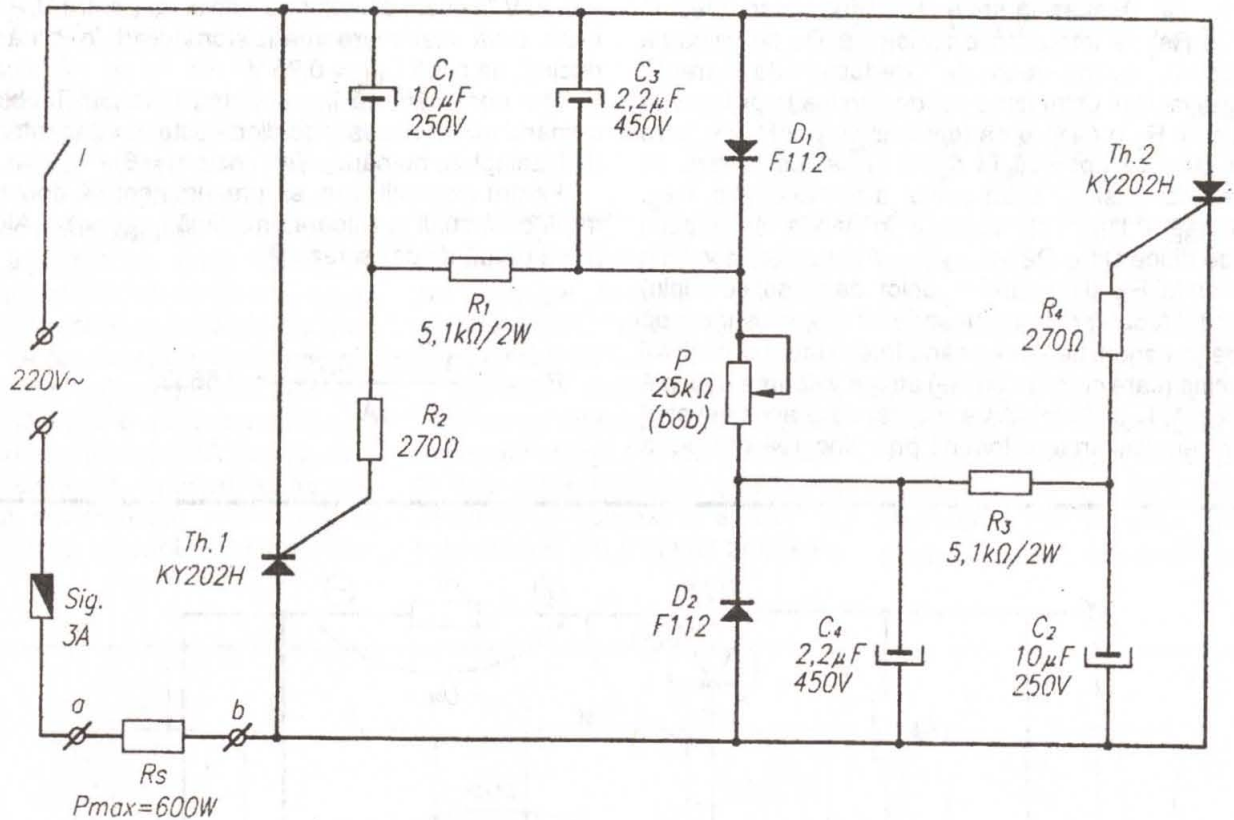 C₁
10μF
250V
C₃
2,2μF
450V
D₁
F112
Th.2
KY202H
I
R₁
5,1kΩ/2W
R₄
270Ω
220V~
P
25kΩ
(bob)
R₂
270Ω
R₃
5,1kΩ/2W
Th.1
KY202H
Sig.
3A
D₂
F112
C₄
2,2μF
450V
C₂
10μF
250V
a
b
Rs
Pmax=600W